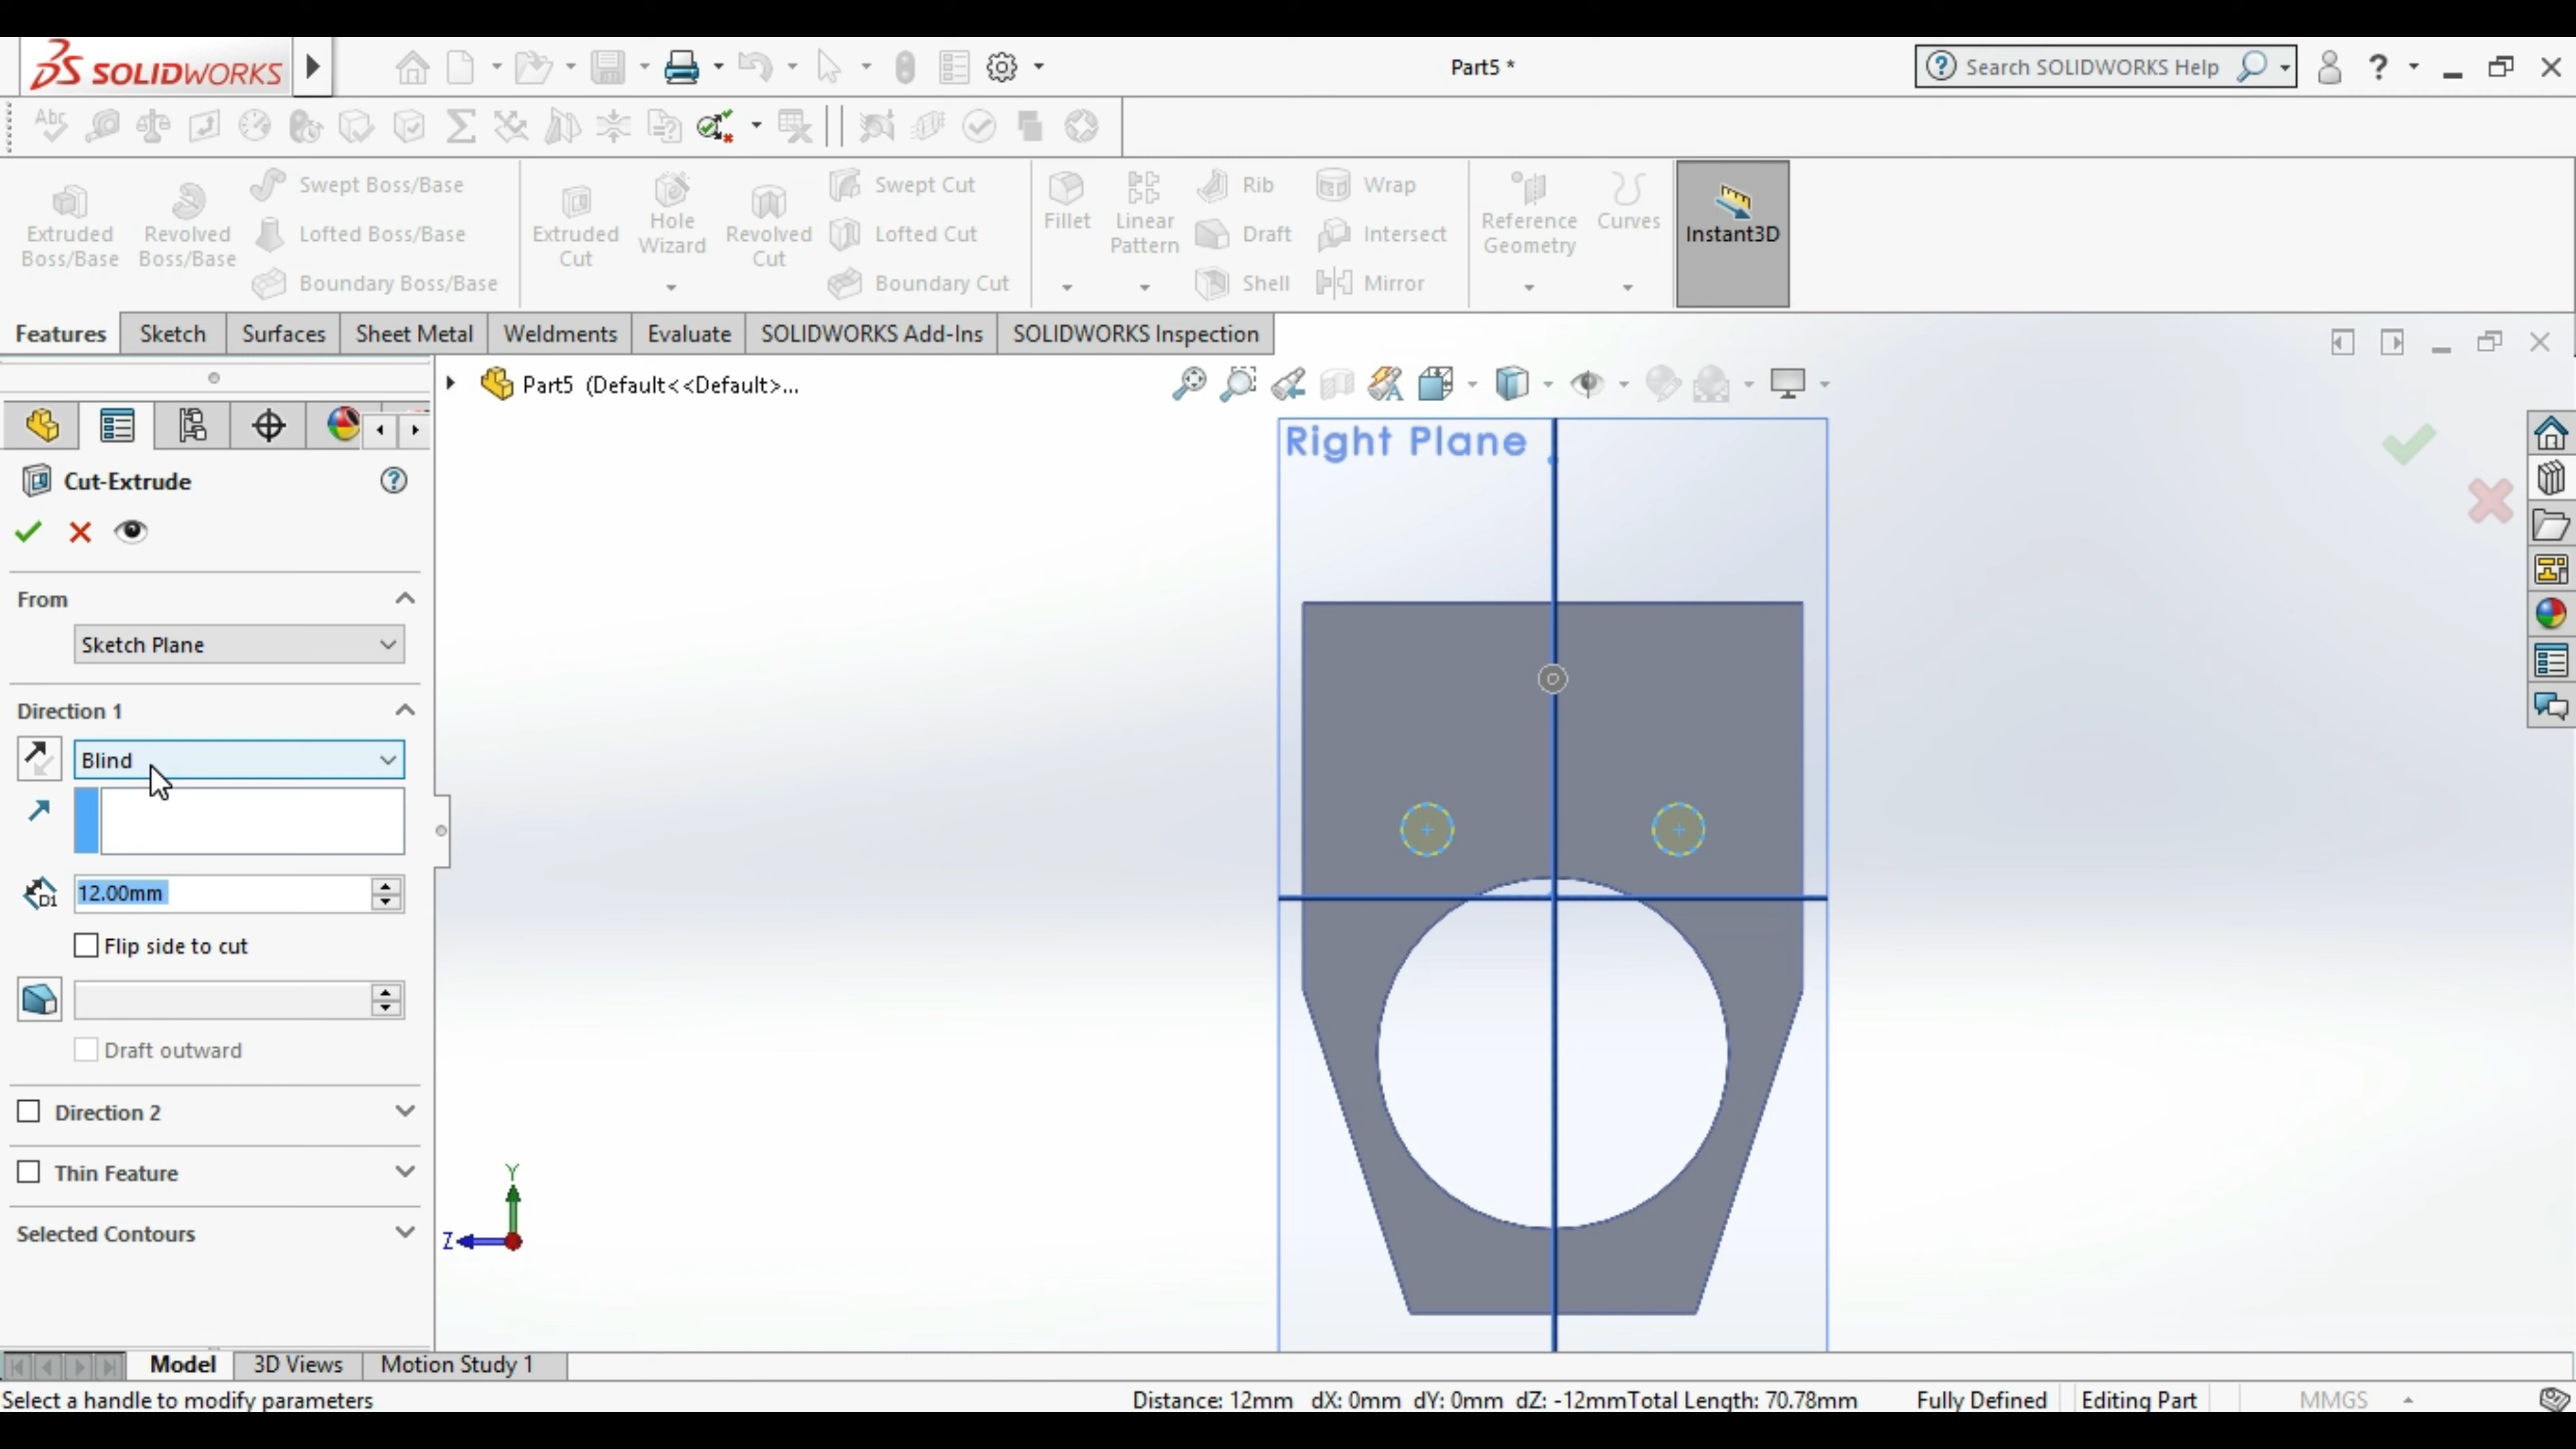 SOLIDWORKS
Part5 *
Search SOLIDWORKS Help
?
Abc
Extruded Boss/Base
Revolved Boss/Base
Swept Boss/Base
Lofted Boss/Base
Boundary Boss/Base
Extruded Cut
Hole Wizard
Revolved Cut
Swept Cut
Lofted Cut
Boundary Cut
Fillet
Linear Pattern
Rib
Draft
Shell
Wrap
Intersect
Mirror
Reference Geometry
Curves
Instant3D
Features
Sketch
Surfaces
Sheet Metal
Weldments
Evaluate
SOLIDWORKS Add-Ins
SOLIDWORKS Inspection
Part5 (Default<<Default>...
Cut-Extrude
?
From
Sketch Plane
Direction 1
Blind
D1
12.00mm
Flip side to cut
Draft outward
Direction 2
Thin Feature
Selected Contours
Right Plane
Y
Z
Model
3D Views
Motion Study 1
Select a handle to modify parameters
Distance: 12mm dX: 0mm dY: 0mm dZ: -12mmTotal Length: 70.78mm
Fully Defined
Editing Part
MMGS